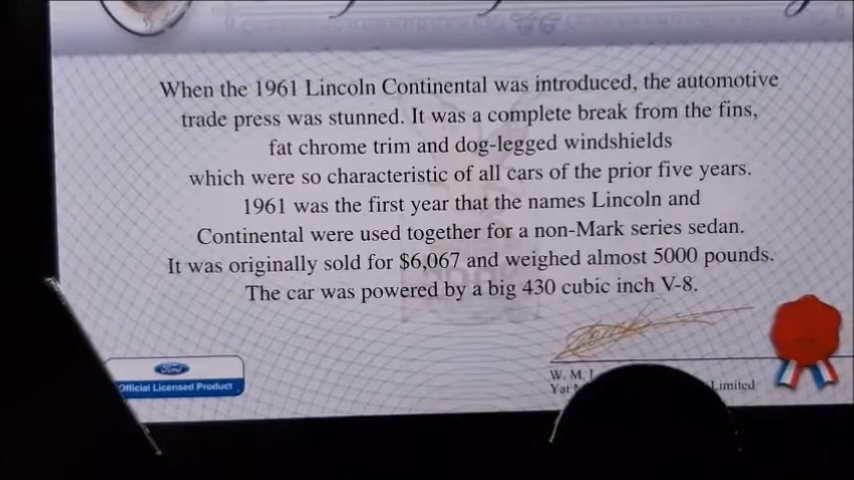 When the 1961 Lincoln Continental was introduced, the automotive
trade press was stunned. It was a complete break from the fins,
fat chrome trim and dog-legged windshields
which were so characteristic of all cars of the prior five years.
1961 was the first year that the names Lincoln and
Continental were used together for a non-Mark series sedan.
It was originally sold for $6,067 and weighed almost 5000 pounds.
The car was powered by a big 430 cubic inch V-8.
Ford
Official Licensed Product
W. M.
Yat Limited